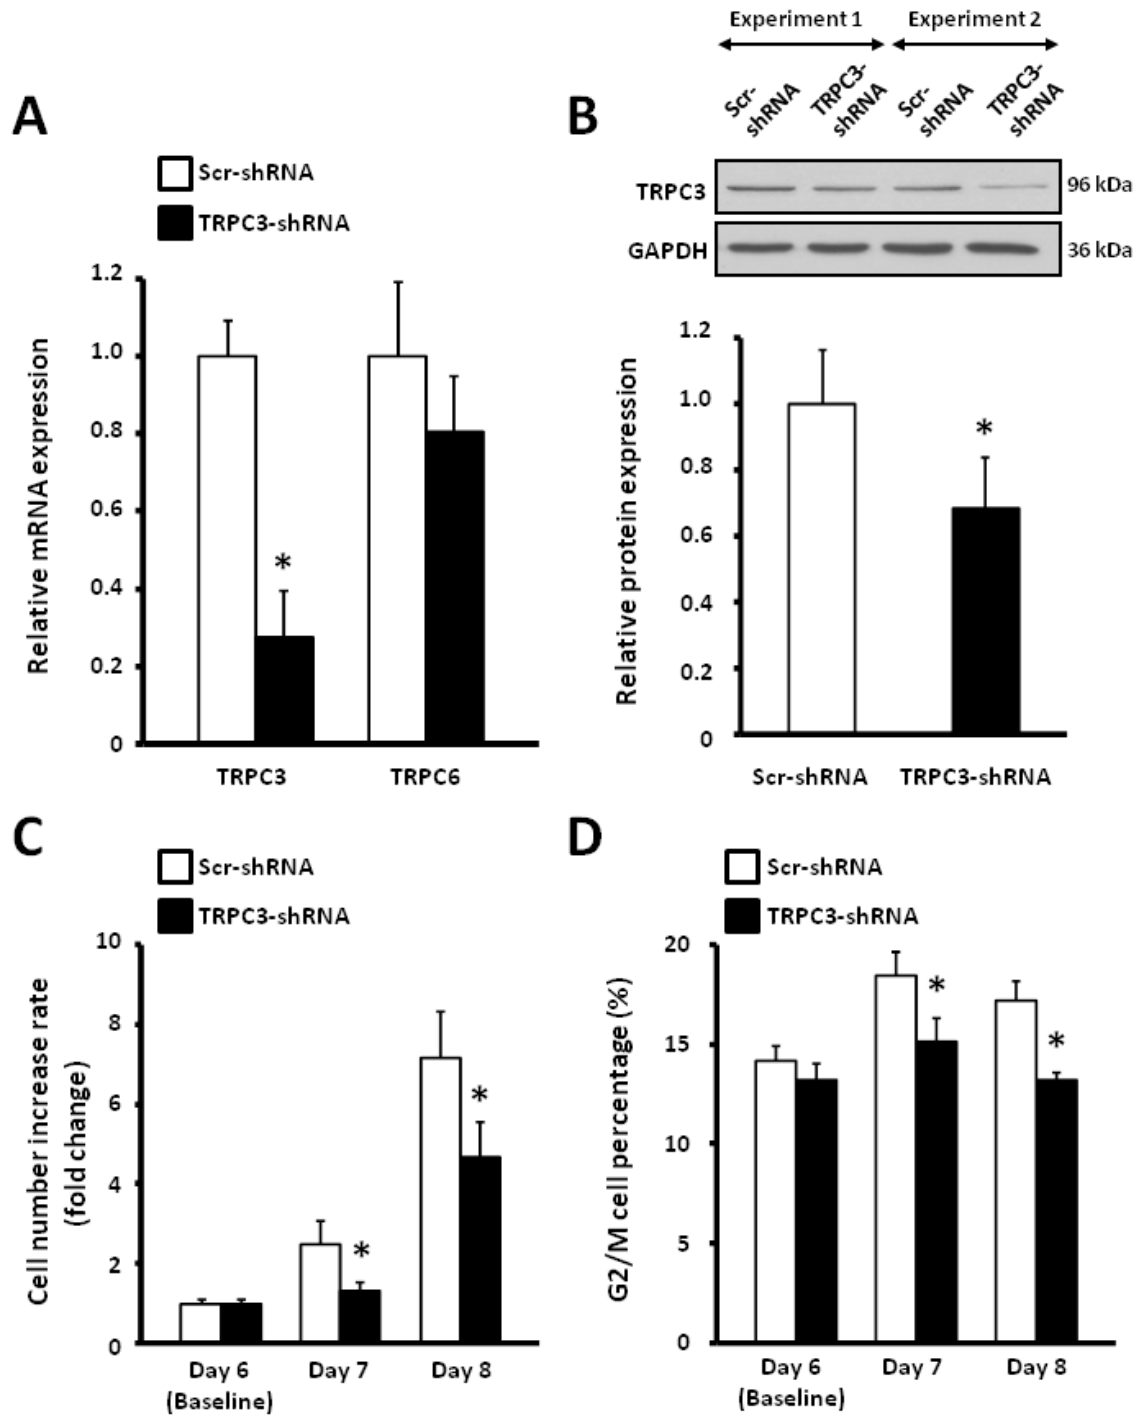 A
Scr-shRNA
TRPC3-shRNA
Relative mRNA expression
1.2
1.0
0.8
0.6
0.4
0.2
0
*
TRPC3
TRPC6
B
Experiment 1
Experiment 2
Scr-
shRNA
TRPC3-
shRNA
Scr-
shRNA
TRPC3-
shRNA
TRPC3
96 kDa
GAPDH
36 kDa
Relative protein expression
1.2
1.0
0.8
0.6
0.4
0.2
0
*
Scr-shRNA
TRPC3-shRNA
C
Scr-shRNA
TRPC3-shRNA
Cell number increase rate
(fold change)
10
8
6
4
2
0
*
*
Day 6
(Baseline)
Day 7
Day 8
D
Scr-shRNA
TRPC3-shRNA
G2/M cell percentage (%)
20
15
10
5
0
*
*
Day 6
(Baseline)
Day 7
Day 8